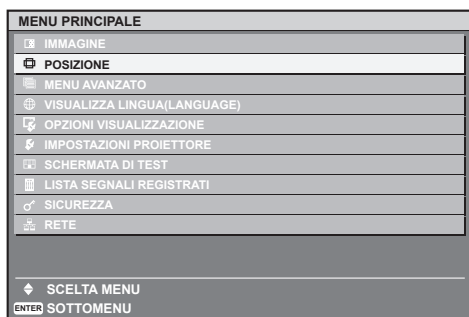 MENU PRINCIPALE
IMMAGINE
POSIZIONE
MENU AVANZATO
VISUALIZZA LINGUA(LANGUAGE)
OPZIONI VISUALIZZAZIONE
IMPOSTAZIONI PROIETTORE
SCHERMATA DI TEST
LISTA SEGNALI REGISTRATI
SICUREZZA
RETE
SCELTA MENU
ENTER SOTTOMENU